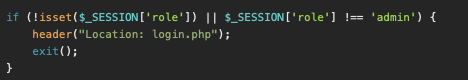 if (!isset($_SESSION['role']) || $_SESSION['role'] !== 'admin') {
    header("Location: login.php");
    exit();
}